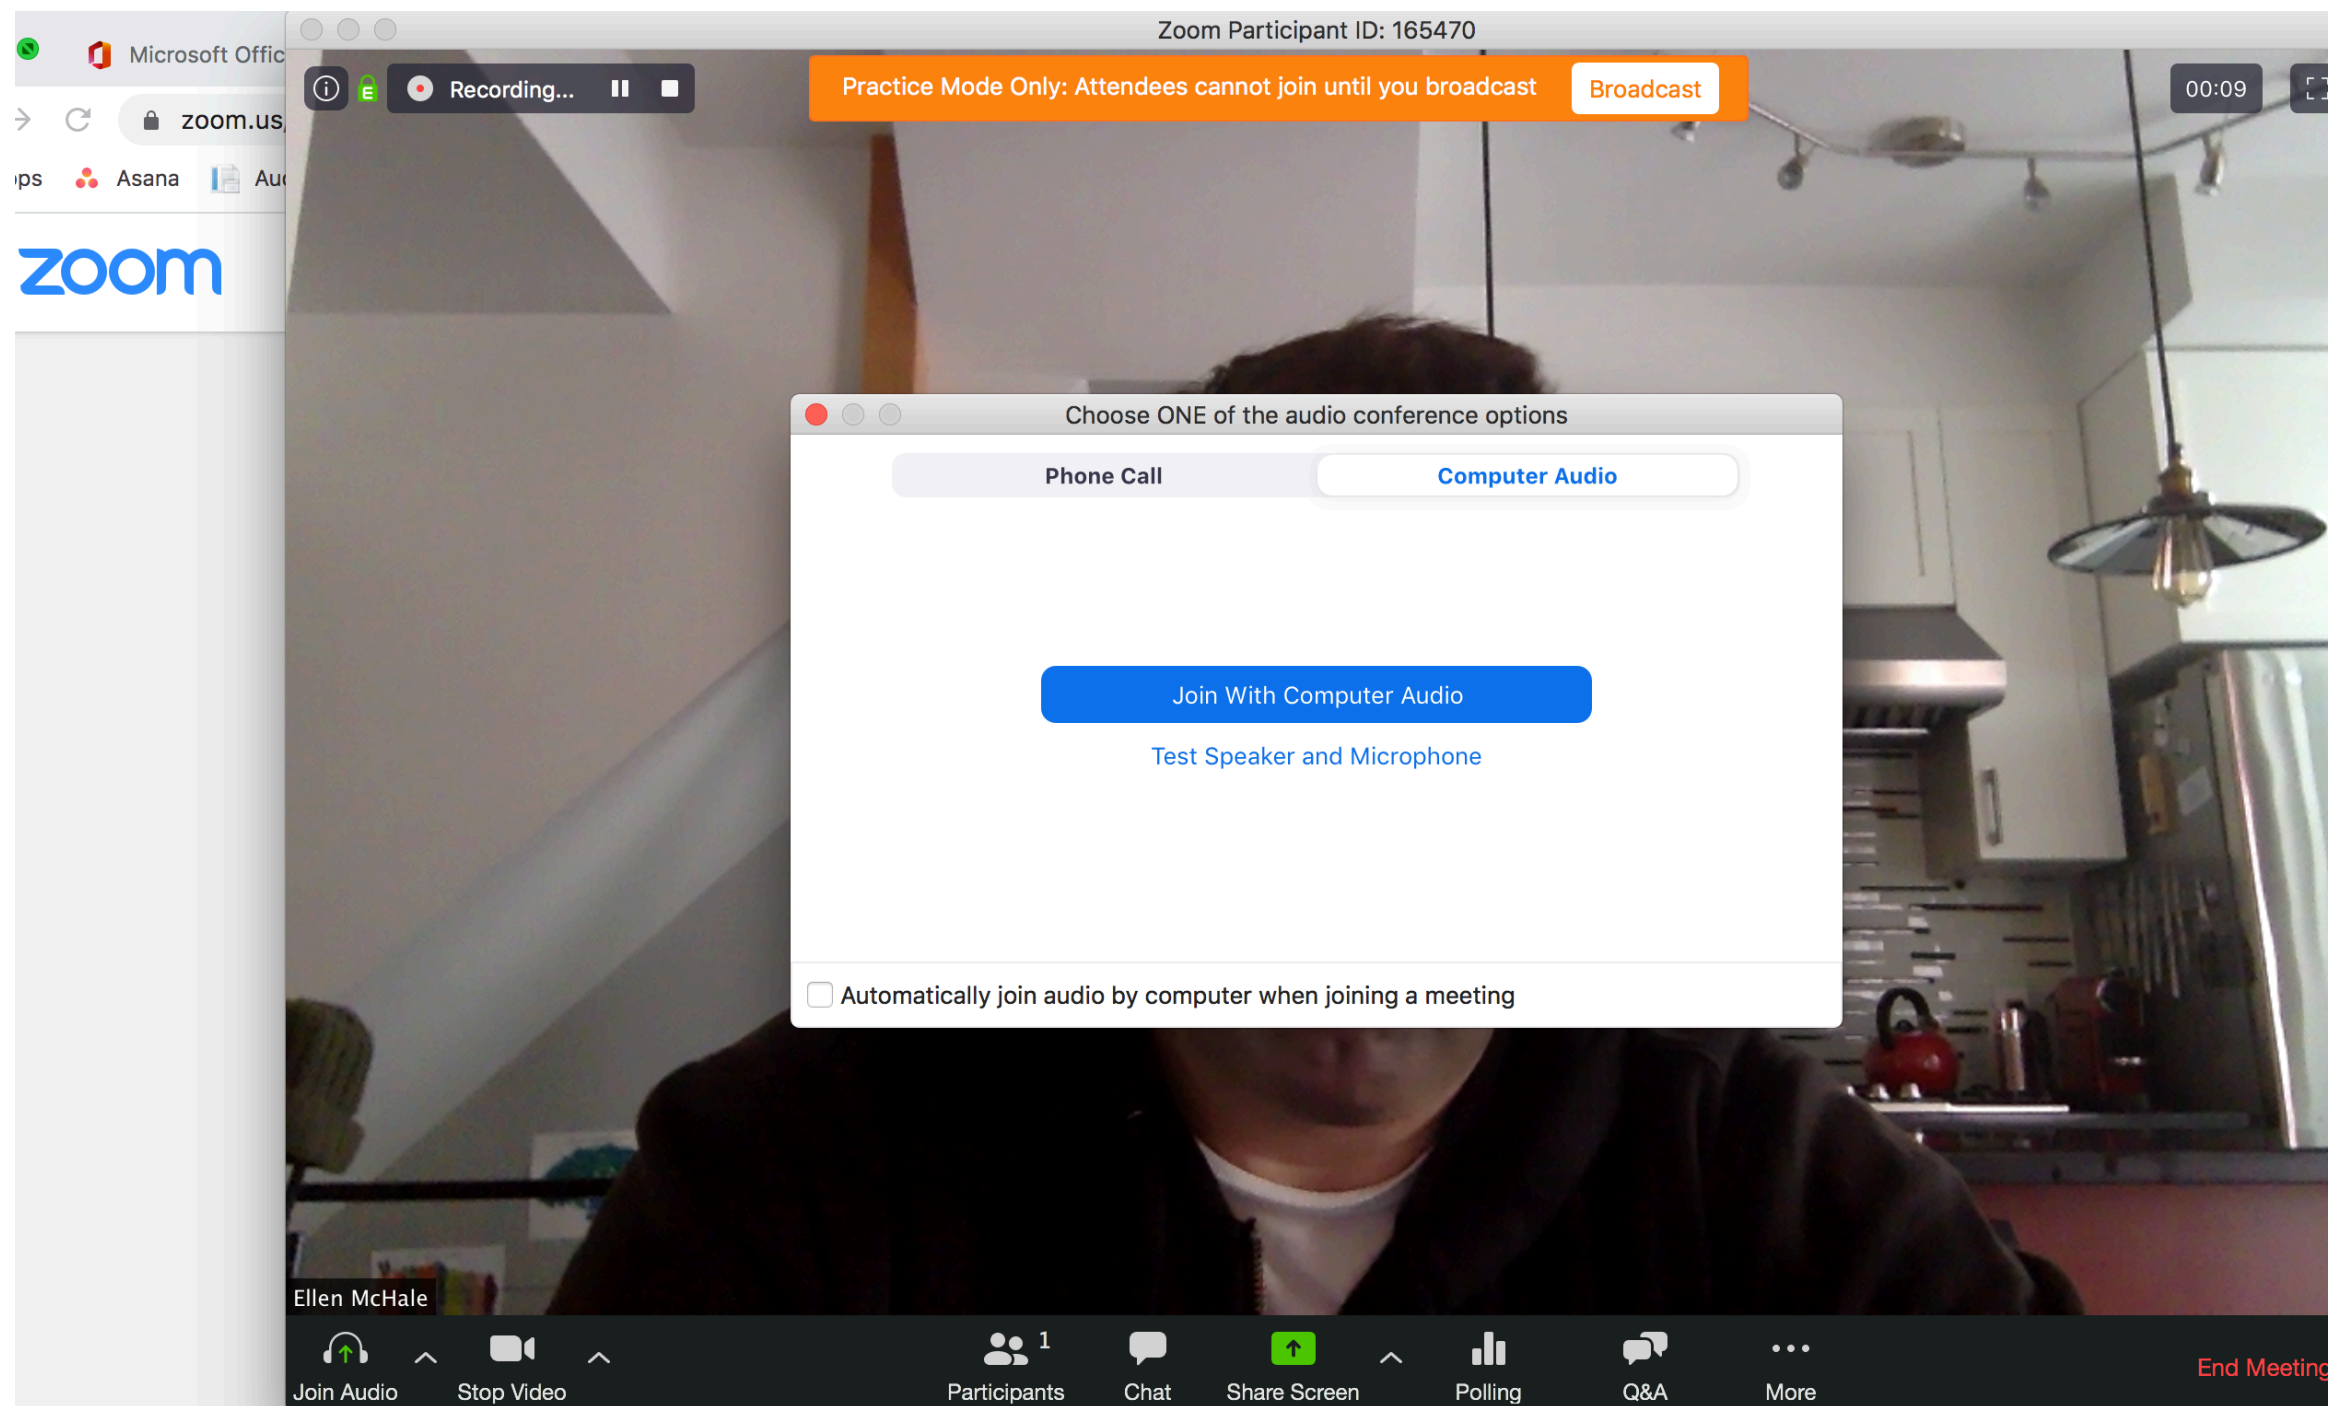 Zoom Participant ID: 165470
Microsoft Offic
Recording...
Practice Mode Only: Attendees cannot join until you broadcast
Broadcast
00:09
zoom.us/
Asana
zoom
Choose ONE of the audio conference options
Phone Call
Computer Audio
Join With Computer Audio
Test Speaker and Microphone
Automatically join audio by computer when joining a meeting
Ellen McHale
1
Join Audio
Stop Video
Participants
Chat
Share Screen
Polling
Q&A
More
End Meeting